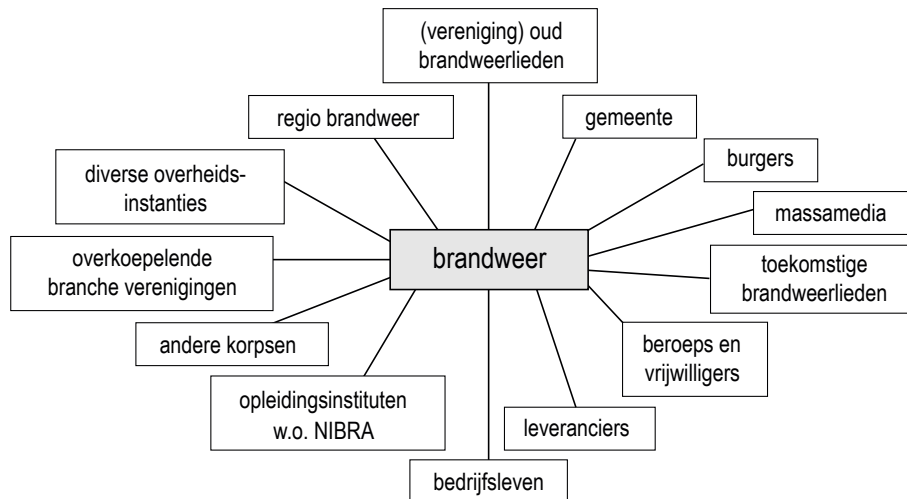 (vereniging) oud
brandweerlieden
regio brandweer
gemeente
burgers
diverse overheids-
instanties
massamedia
brandweer
overkoepelende
branche verenigingen
toekomstige
brandweerlieden
andere korpsen
beroeps en
vrijwilligers
opleidingsinstituten
w.o. NIBRA
leveranciers
bedrijfsleven